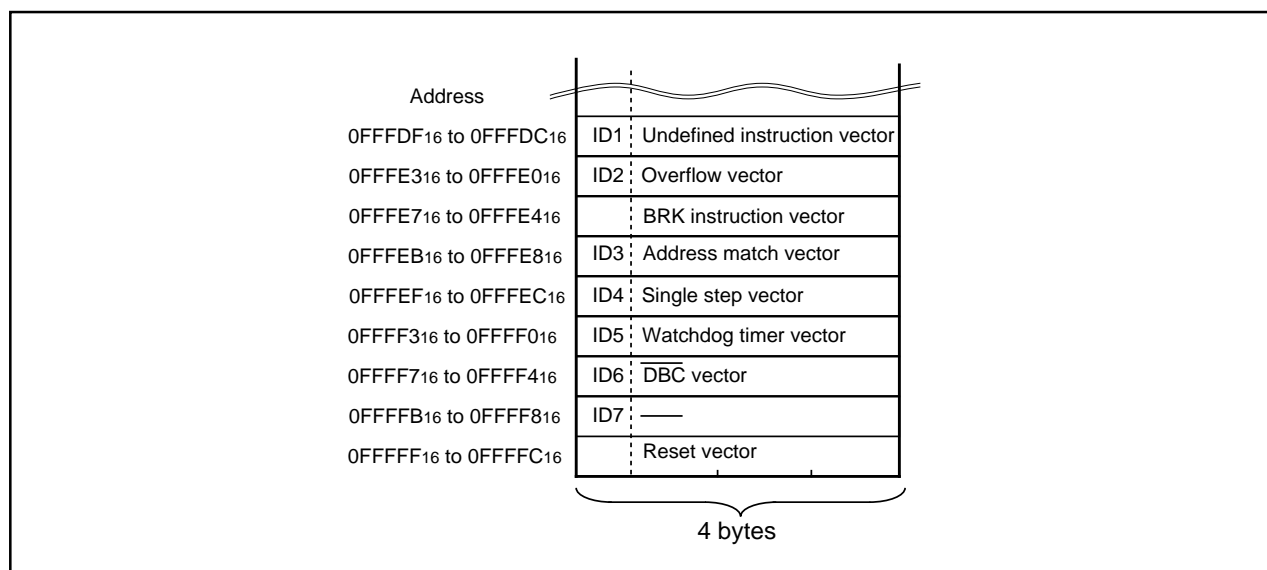 Address
0FFFDF16 to 0FFFDC16 ID1 Undefined instruction vector
0FFFE316 to 0FFFE016 ID2 Overflow vector
0FFFE716 to 0FFFE416 BRK instruction vector
0FFFEB16 to 0FFFE816 ID3 Address match vector
0FFFEF16 to 0FFFEC16 ID4 Single step vector
0FFFF316 to 0FFFF016 ID5 Watchdog timer vector
0FFFF716 to 0FFFF416 ID6 D̅B̅C̅ vector
0FFFFB16 to 0FFFF816 ID7 —
0FFFFF16 to 0FFFFC16 Reset vector
4 bytes